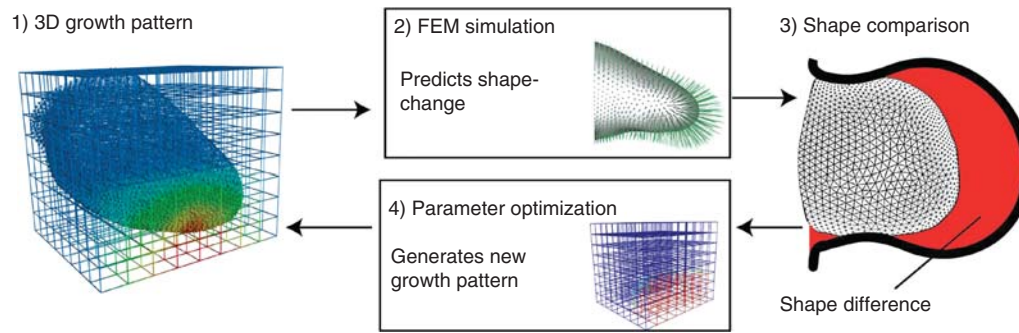 1) 3D growth pattern
2) FEM simulation
Predicts shape-
change
3) Shape comparison
4) Parameter optimization
Generates new
growth pattern
Shape difference